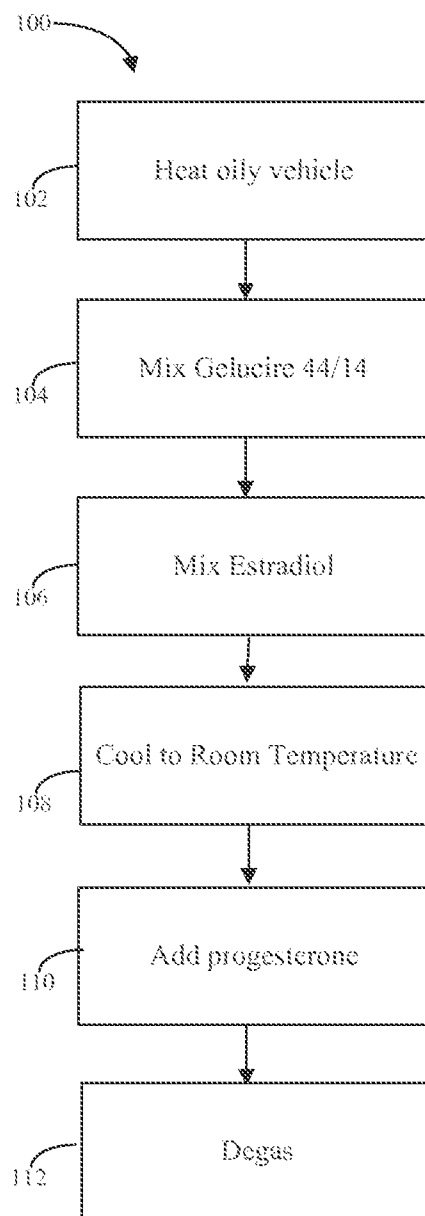 100
Heat oily vehicle
102
Mix Gelucire 44/14
104
Mix Estradiol
106
Cool to Room Temperature
108
Add progesterone
110
Degas
112